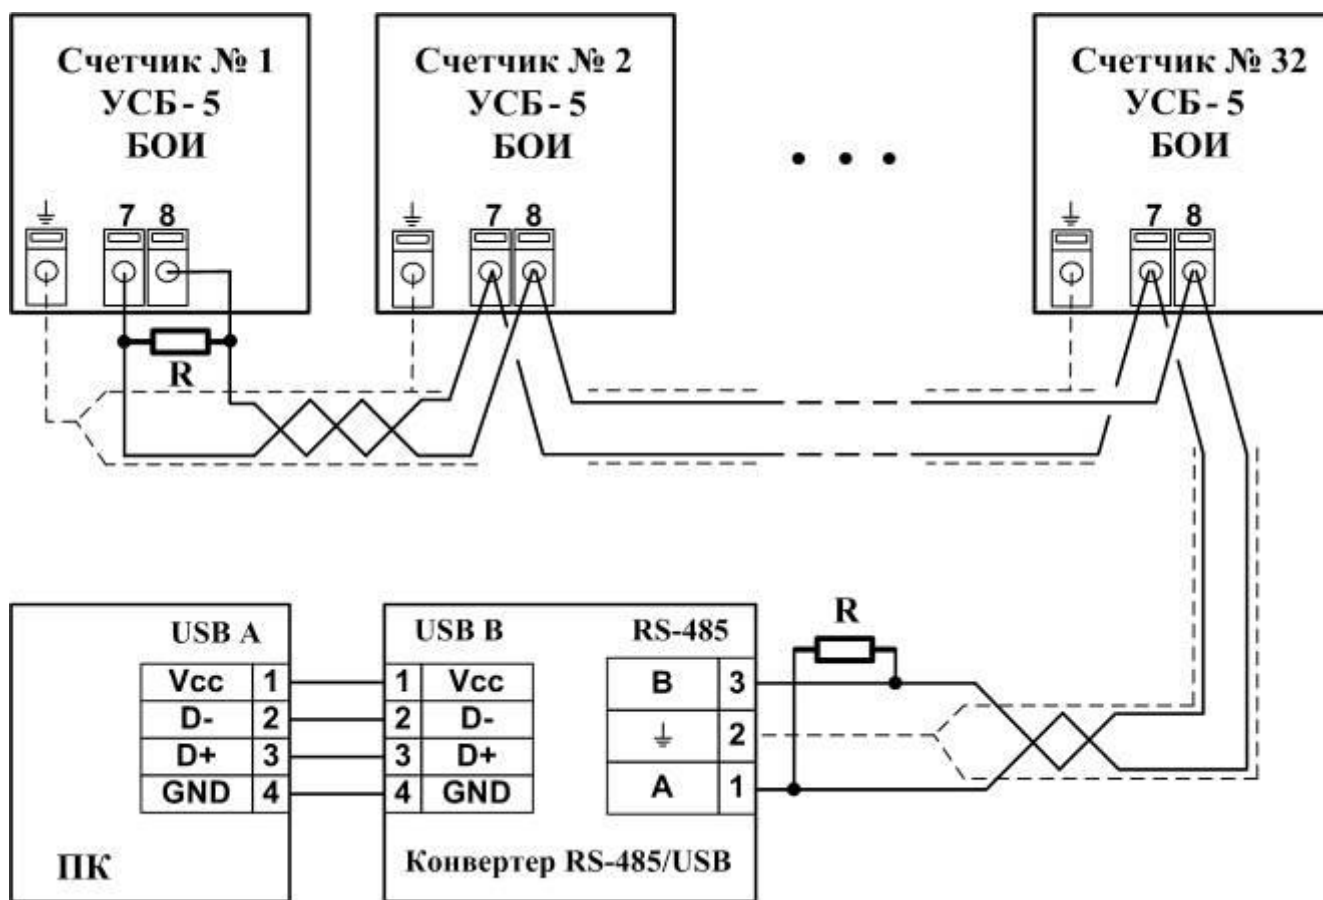 Счетчик № 1
УСБ - 5
БОИ
7 8
Счетчик № 2
УСБ - 5
БОИ
7 8
Счетчик № 32
УСБ - 5
БОИ
7 8
R
USB A
Vcc 1
D- 2
D+ 3
GND 4
ПК
USB B
1 Vcc
2 D-
3 D+
4 GND
RS-485
B 3
2
A 1
Конвертер RS-485/USB
R